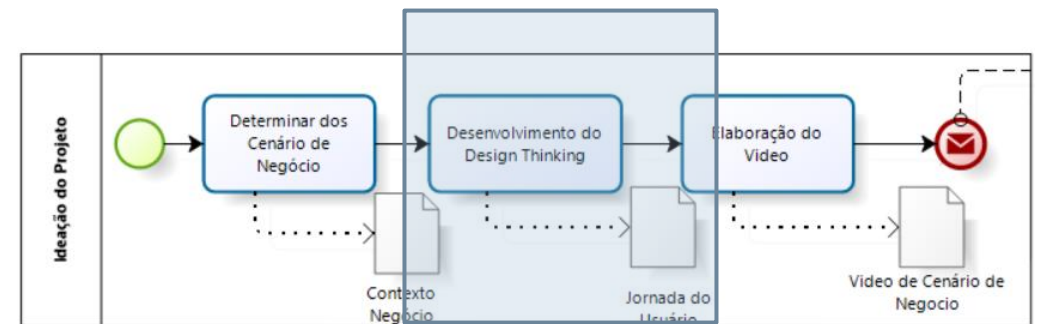 Ideação do Projeto
Determinar dos
Cenário de
Negócio
Desenvolvimento do
Design Thinking
Elaboração do
Video
Contexto
Negócio
Jornada do
Usuário
Video de Cenário de
Negocio